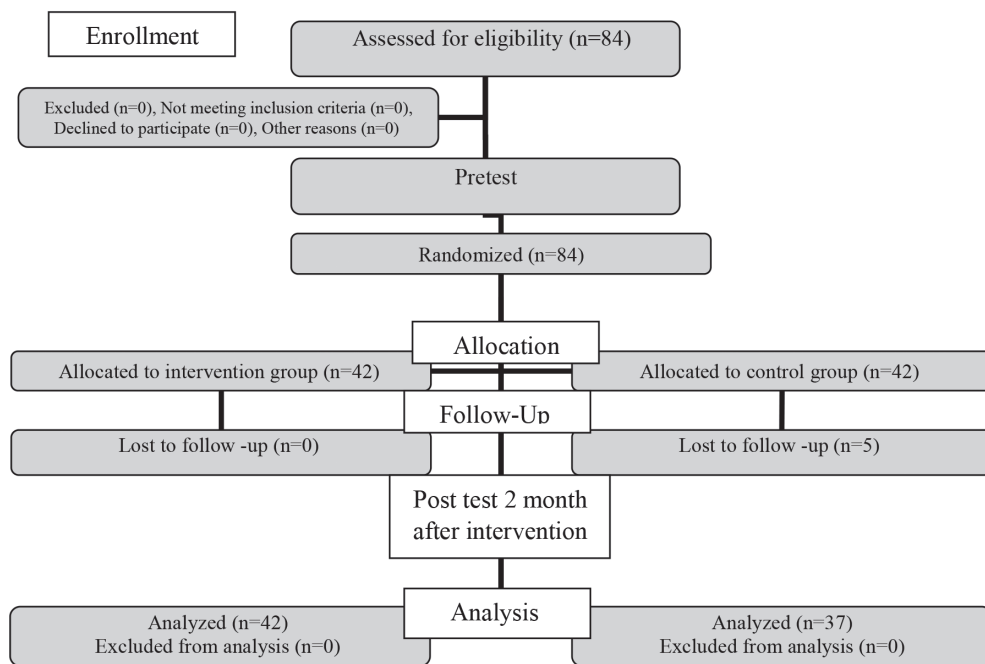 Enrollment
Assessed for eligibility (n=84)
Excluded (n=0), Not meeting inclusion criteria (n=0),
Declined to participate (n=0), Other reasons (n=0)
Pretest
Randomized (n=84)
Allocation
Allocated to intervention group (n=42)
Allocated to control group (n=42)
Follow-Up
Lost to follow -up (n=0)
Lost to follow -up (n=5)
Post test 2 month
after intervention
Analysis
Analyzed (n=42)
Excluded from analysis (n=0)
Analyzed (n=37)
Excluded from analysis (n=0)